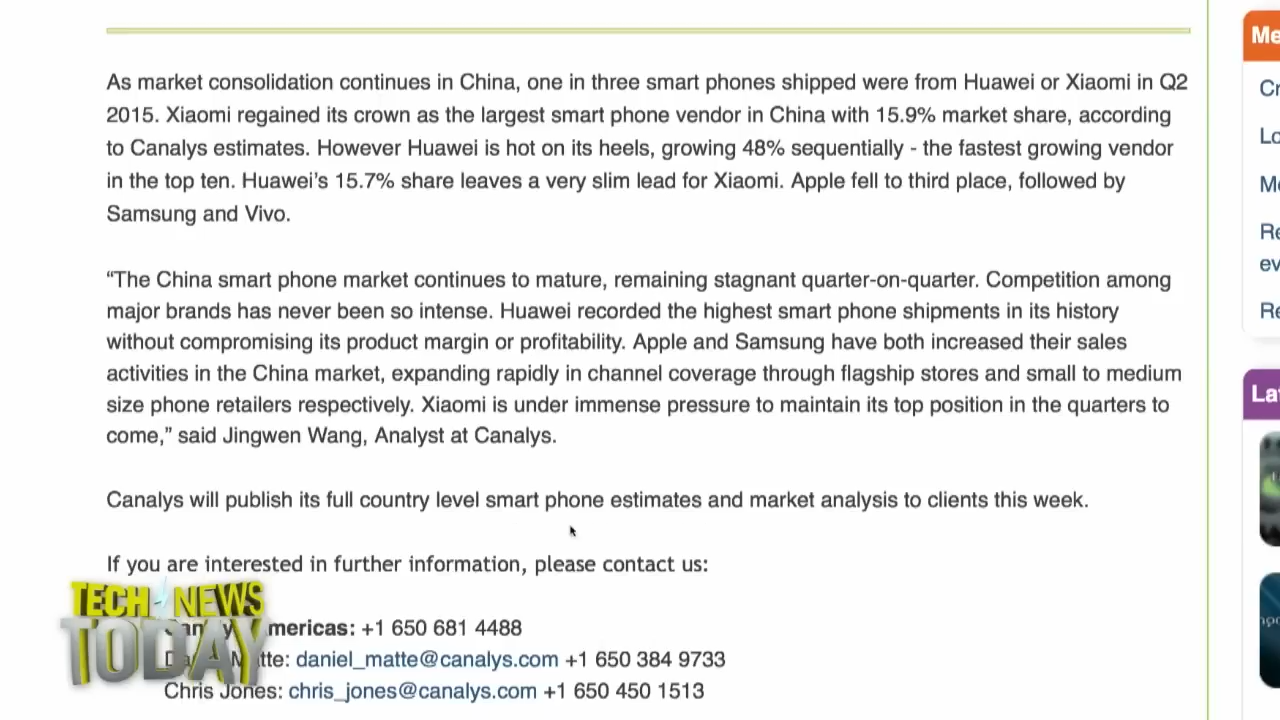 As market consolidation continues in China, one in three smart phones shipped were from Huawei or Xiaomi in Q2
2015. Xiaomi regained its crown as the largest smart phone vendor in China with 15.9% market share, according
to Canalys estimates. However Huawei is hot on its heels, growing 48% sequentially - the fastest growing vendor
in the top ten. Huawei’s 15.7% share leaves a very slim lead for Xiaomi. Apple fell to third place, followed by
Samsung and Vivo.
“The China smart phone market continues to mature, remaining stagnant quarter-on-quarter. Competition among
major brands has never been so intense. Huawei recorded the highest smart phone shipments in its history
without compromising its product margin or profitability. Apple and Samsung have both increased their sales
activities in the China market, expanding rapidly in channel coverage through flagship stores and small to medium
size phone retailers respectively. Xiaomi is under immense pressure to maintain its top position in the quarters to
come,” said Jingwen Wang, Analyst at Canalys.
Canalys will publish its full country level smart phone estimates and market analysis to clients this week.
If you are interested in further information, please contact us:
mericas: +1 650 681 4488
tte: daniel_matte@canalys.com +1 650 384 9733
Chris Jones: chris_jones@canalys.com +1 650 450 1513
TECH NEWS
TODAY
Me
Cr
Lo
Me
Re
ev
Re
La